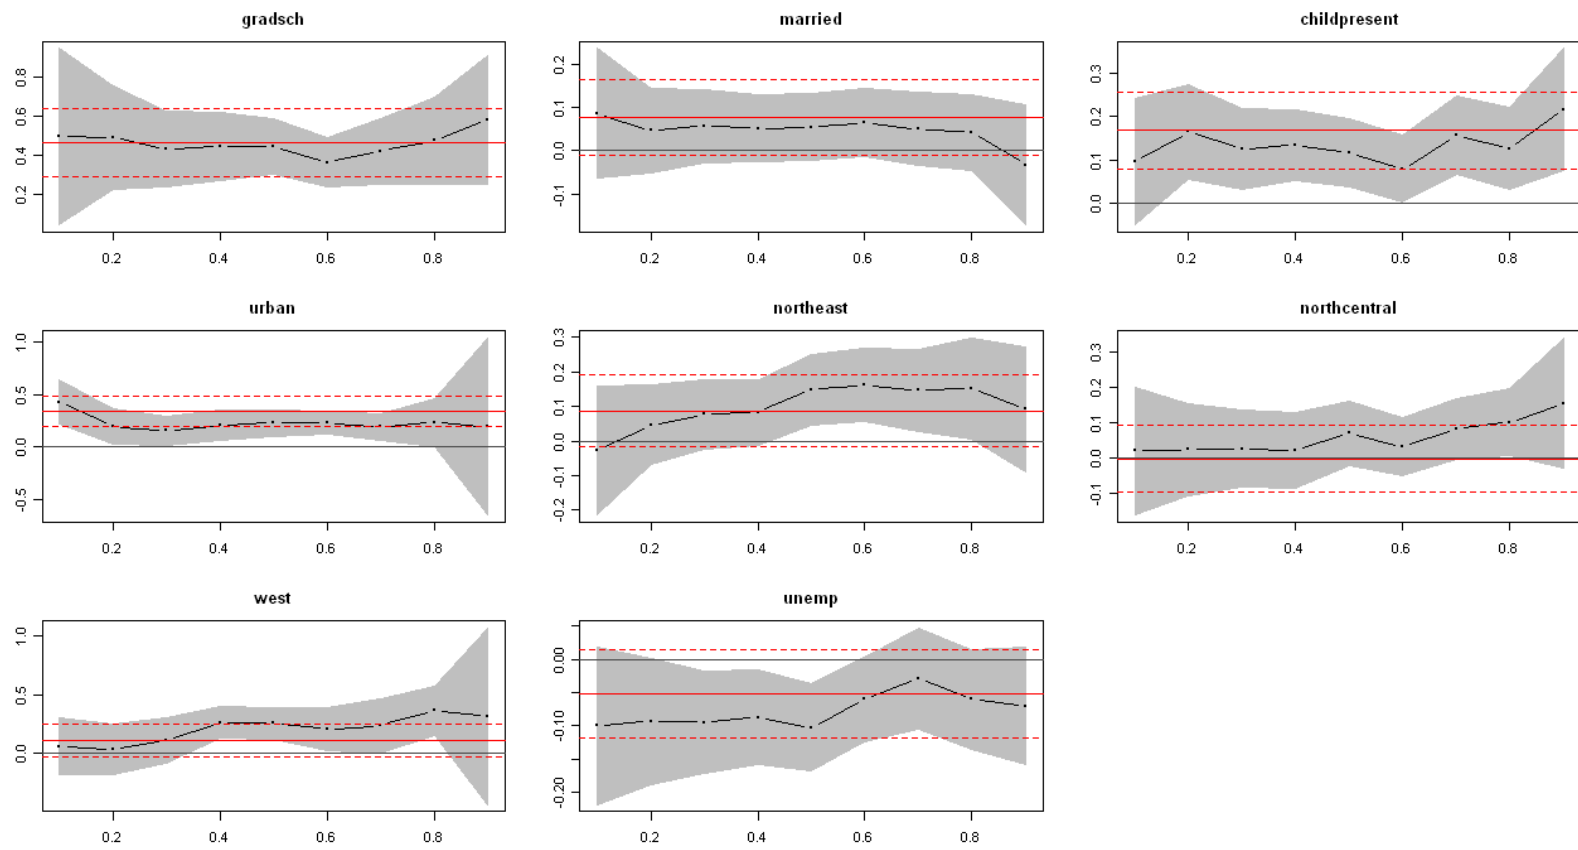 gradsch
married
childpresent
0.2 0.4 0.6 0.8
0.2 0.4 0.6 0.8
-0.1 0.0 0.1 0.2
0.2 0.4 0.6 0.8
0.0 0.1 0.2 0.3
0.2 0.4 0.6 0.8
urban
northeast
northcentral
-0.5 0.0 0.5 1.0
0.2 0.4 0.6 0.8
-0.2 -0.1 0.0 0.1 0.2 0.3
0.2 0.4 0.6 0.8
-0.1 0.0 0.1 0.2 0.3
0.2 0.4 0.6 0.8
west
unemp
0.0 0.5 1.0
0.2 0.4 0.6 0.8
-0.20 -0.10 0.00
0.2 0.4 0.6 0.8